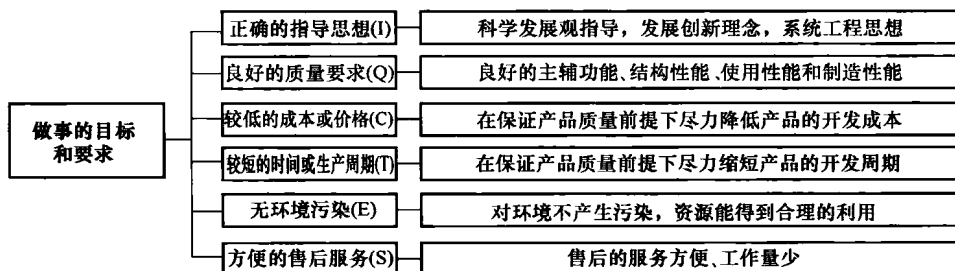 正确的指导思想(I)
科学发展观指导，发展创新理念，系统工程思想
良好的质量要求(Q)
良好的主辅功能、结构性能、使用性能和制造性能
做事的目标
和要求
较低的成本或价格(C)
在保证产品质量前提下尽力降低产品的开发成本
较短的时间或生产周期(T)
在保证产品质量前提下尽力缩短产品的开发周期
无环境污染(E)
对环境不产生污染，资源能得到合理的利用
方便的售后服务(S)
售后的服务方便、工作量少